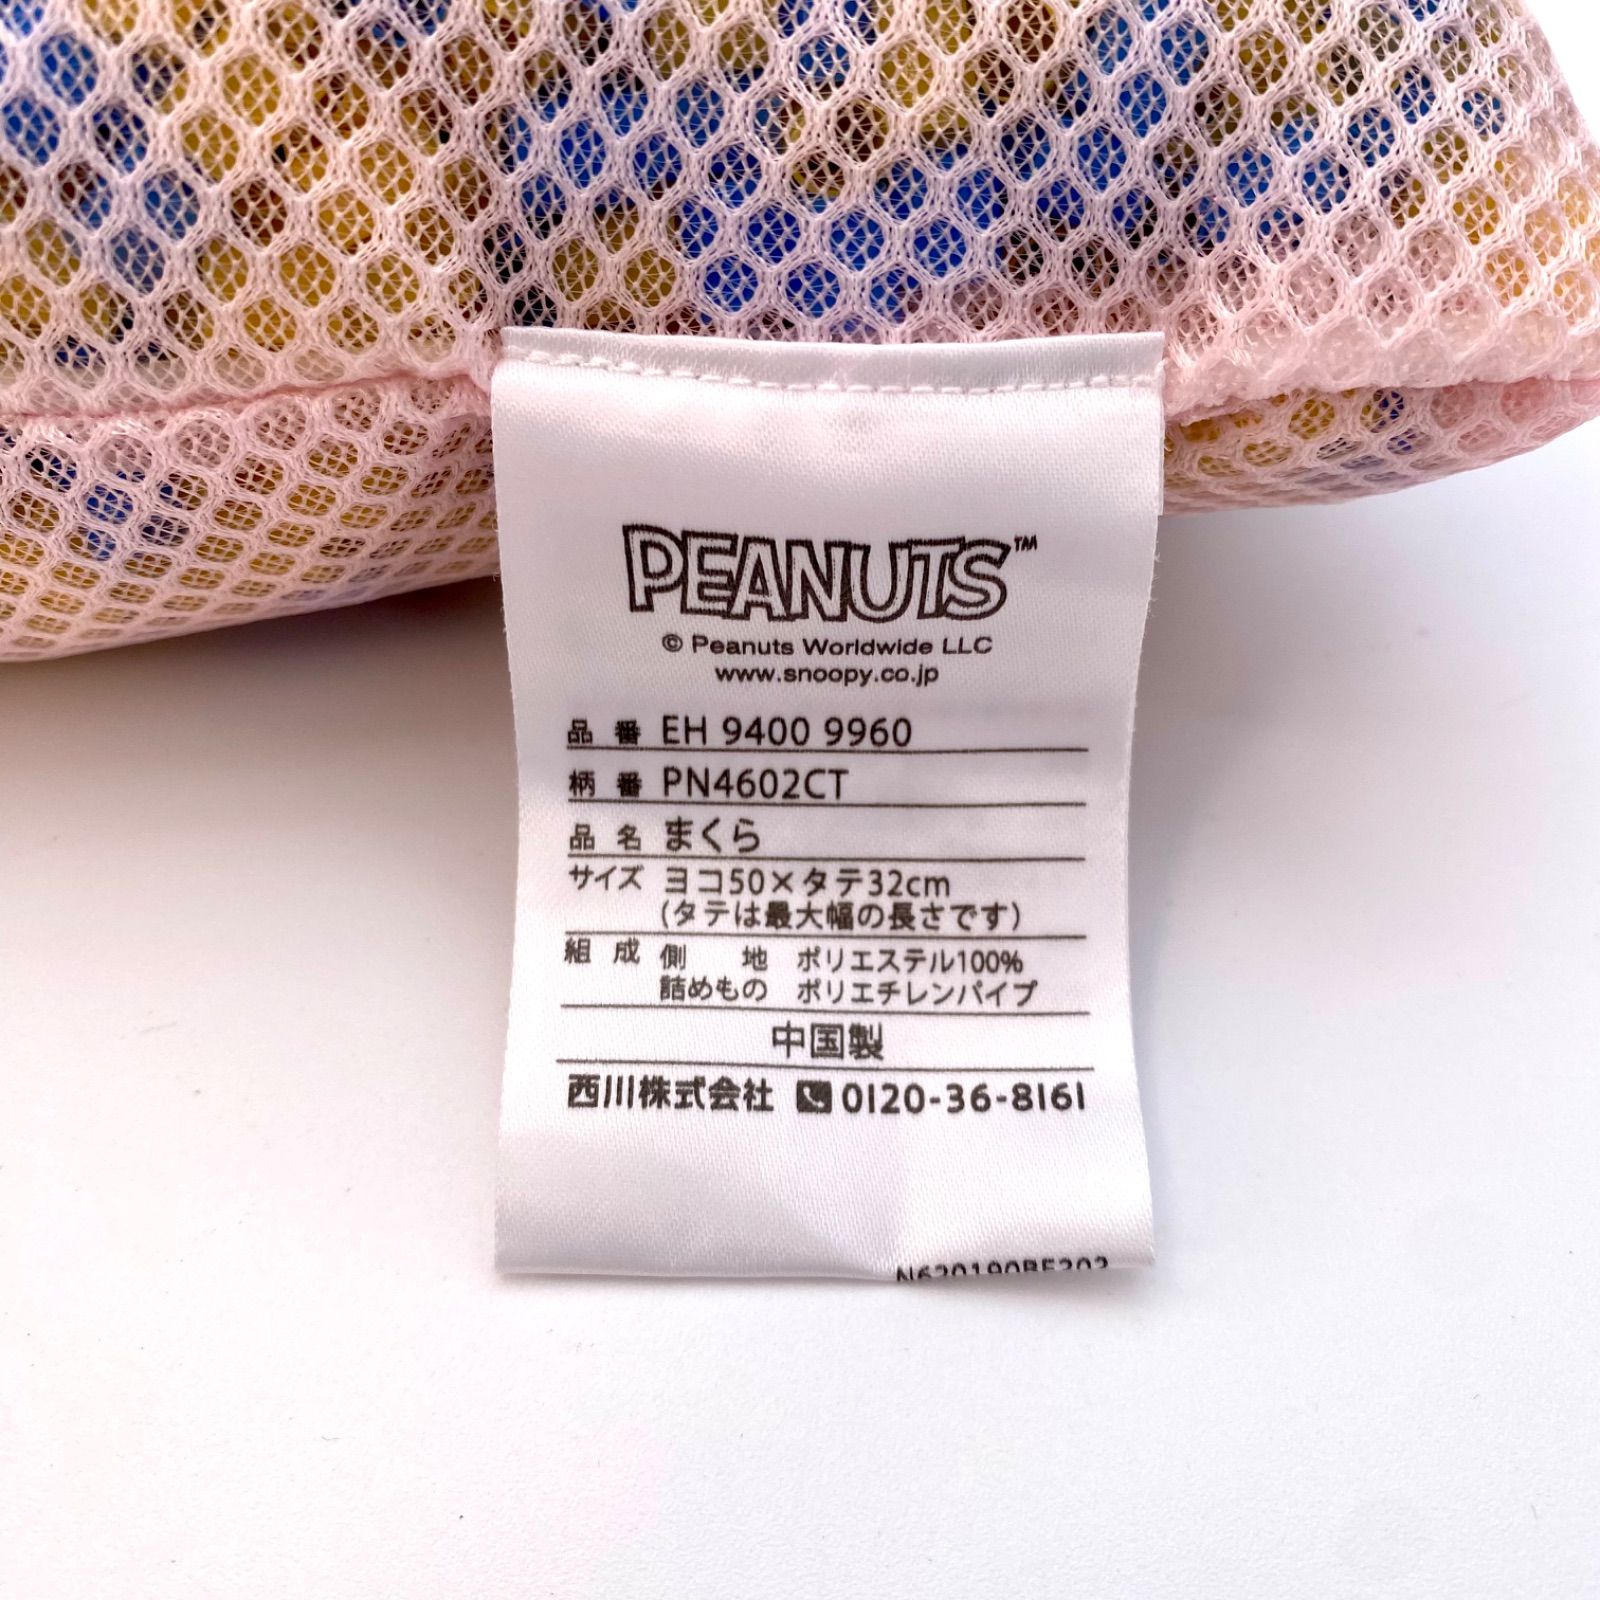 PEANUTS™
© Peanuts Worldwide LLC
www.snoopy.co.jp
品番 EH 9400 9960
柄番 PN4602CT
品名 まくら
サイズ ヨコ50×タテ32cm
(タテは最大幅の長さです)
組成 側地 ポリエステル100%
詰めもの ポリエチレンパイプ
中国製
西川株式会社 0120-36-8161